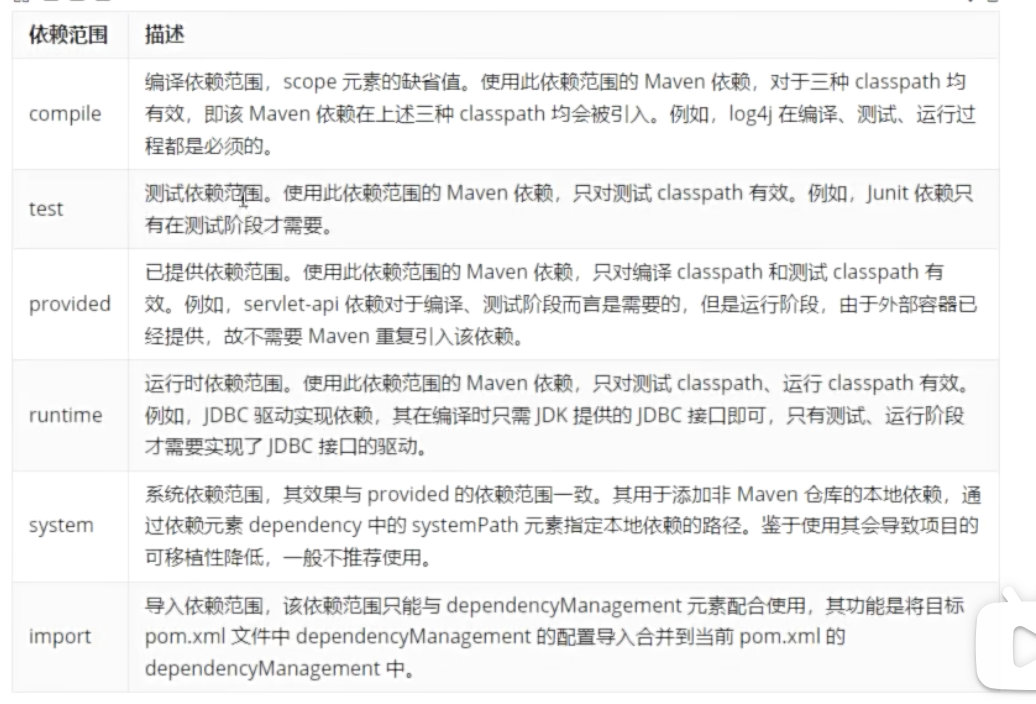 依赖范围 描述
compile
编译依赖范围，scope 元素的缺省值。使用此依赖范围的 Maven 依赖，对于三种 classpath 均
有效，即该 Maven 依赖在上述三种 classpath 均会被引入。例如，log4j 在编译、测试、运行过
程都是必须的。
test
测试依赖范围。使用此依赖范围的 Maven 依赖，只对测试 classpath 有效。例如，Junit 依赖只
有在测试阶段才需要。
provided
已提供依赖范围。使用此依赖范围的 Maven 依赖，只对编译 classpath 和测试 classpath 有
效。例如，servlet-api 依赖对于编译、测试阶段而言是需要的，但是运行阶段，由于外部容器已
经提供，故不需要 Maven 重复引入该依赖。
runtime
运行时依赖范围。使用此依赖范围的 Maven 依赖，只对测试 classpath、运行 classpath 有效。
例如，JDBC 驱动实现依赖，其在编译时只需 JDK 提供的 JDBC 接口即可，只有测试、运行阶段
才需要实现了 JDBC 接口的驱动。
system
系统依赖范围，其效果与 provided 的依赖范围一致。其用于添加非 Maven 仓库的本地依赖，通
过依赖元素 dependency 中的 systemPath 元素指定本地依赖的路径。鉴于使用其会导致项目的
可移植性降低，一般不推荐使用。
import
导入依赖范围，该依赖范围只能与 dependencyManagement 元素配合使用，其功能是将目标
pom.xml 文件中 dependencyManagement 的配置导入合并到当前 pom.xml 的
dependencyManagement 中。